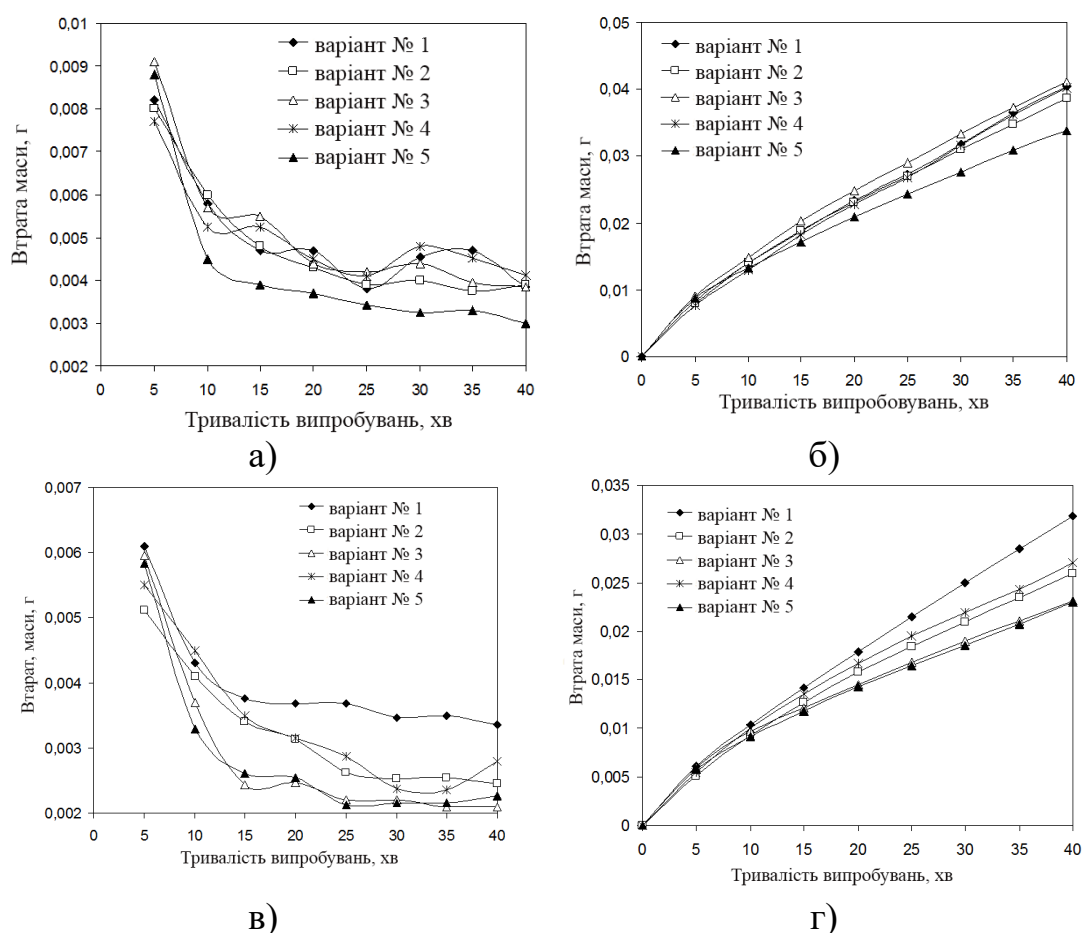 0,01
0,009
0,008
0,007
0,006
0,005
0,004
0,003
0,002
Втрата маси, г
варіант № 1
варіант № 2
варіант № 3
варіант № 4
варіант № 5
0 5 10 15 20 25 30 35 40
Тривалість випробувань, хв
а)
0,05
0,04
0,03
0,02
0,01
0
Втрата маси, г
варіант № 1
варіант № 2
варіант № 3
варіант № 4
варіант № 5
0 5 10 15 20 25 30 35 40
Тривалість випробовувань, хв
б)
0,007
0,006
0,005
0,004
0,003
0,002
Втарат, маси, г
варіант № 1
варіант № 2
варіант № 3
варіант № 4
варіант № 5
0 5 10 15 20 25 30 35 40
Тривалість випробувань, хв
в)
0,035
0,03
0,025
0,02
0,015
0,01
0,005
0
Втрата маси, г
варіант № 1
варіант № 2
варіант № 3
варіант № 4
варіант № 5
0 5 10 15 20 25 30 35 40
Тривалість випробувань, хв
г)